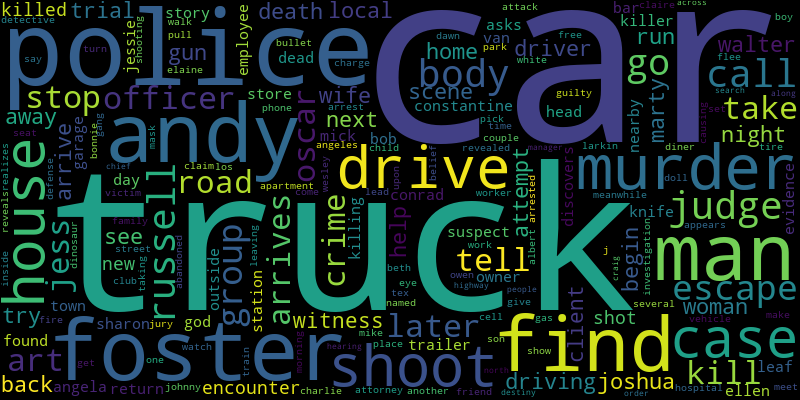 killed trial death local
detective story
police car
truck
andy
foster
man
murder
drive
find
house
shoot
judge
case
escape
take
call
go
body
stop officer
away
gun
employee
dead
store
home driver
asks
van
attack
bar
killer
run
walter
claire
across
boy
walk
pull
shooting
jessie
elaine
bullet
charge
say
turn
scene
constantine
dawn
park
white
free
head
guilty
nearby
marty
diner
night
tire
set
along
search
causing
oscar
wife
phone
arrest
next
mick
bob
couple
pick
time
revealed
larkin
doll
child
belief
angeles
los
claim
mask
gang
bonnie
garage
arrive
chief
defense
day
victim
road
apartment
come
wesley
lead
upon
worker
manager
arrested
meanwhile
discovers
knife
evidence
realizes
reveals
seat
inside
jess
dinosaur
see
new
family
street
club
taking
abandoned
russell
outside
group
leaving
station
arrives
crime
killing
help
conrad
suspect
work
attempt
albert
j
owner
tell
begin
investigation
appears
woman
several
vehicle
make
town
try
fire
sharon
god
jury
witness
beth
eye
owen
tex
named
highway
people
give
cell
gas
craig
client
shot
later
trailer
mike
place
son
show
found
art
get
one
watch
train
morning
hearing
north
kill
leaf
back
angela
return
johnny
encounter
charlie
attorney
another
friend
destiny
order
driving
joshua
hospital
ellen
meet